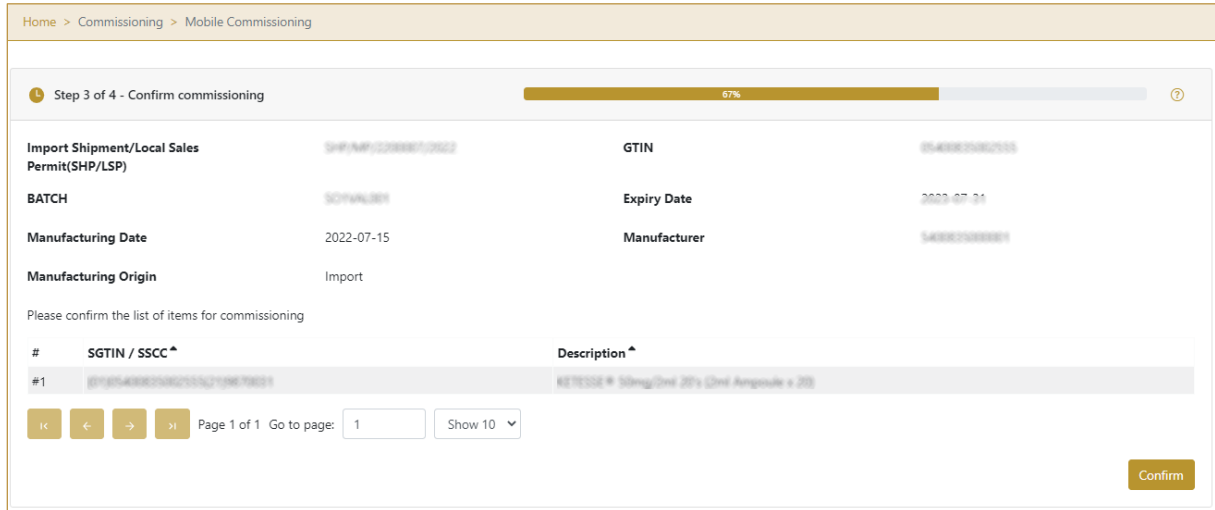 Home > Commissioning > Mobile Commissioning
Step 3 of 4 - Confirm commissioning 67%
Import Shipment/Local Sales Permit(SHP/LSP) GTIN
BATCH Expiry Date
Manufacturing Date 2022-07-15 Manufacturer
Manufacturing Origin Import
Please confirm the list of items for commissioning
# SGTIN / SSCC Description
#1
Page 1 of 1 Go to page: 1 Show 10
Confirm